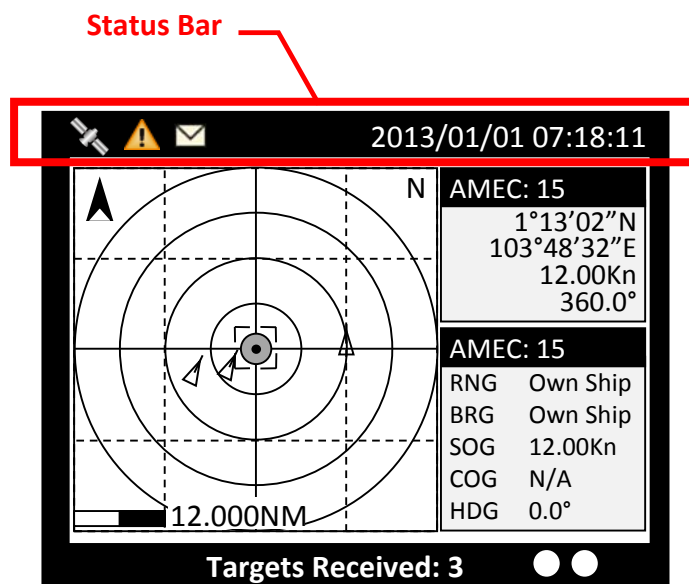 Status Bar
2013/01/01 07:18:11
N
AMEC: 15
1°13’02”N
103°48’32”E
12.00Kn
360.0°
AMEC: 15
RNG Own Ship
BRG Own Ship
SOG 12.00Kn
COG N/A
HDG 0.0°
12.000NM
Targets Received: 3